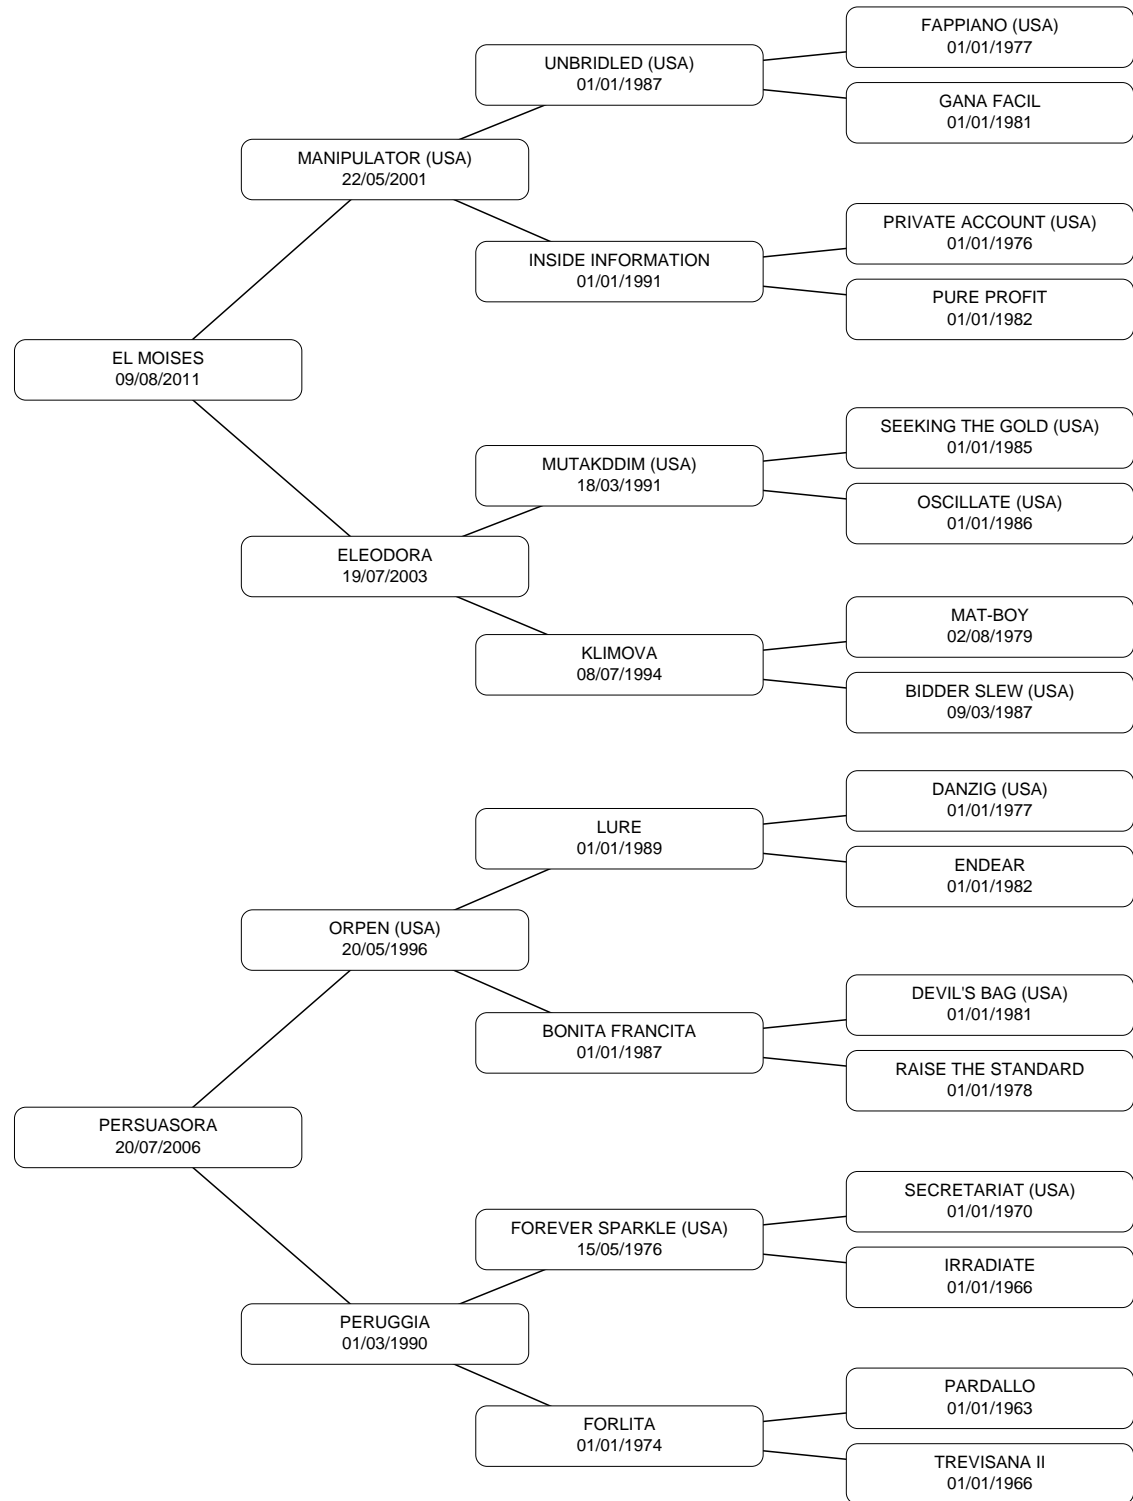 FAPPIANO (USA)
01/01/1977
UNBRIDLED (USA)
01/01/1987
GANA FACIL
01/01/1981
MANIPULATOR (USA)
22/05/2001
PRIVATE ACCOUNT (USA)
01/01/1976
INSIDE INFORMATION
01/01/1991
PURE PROFIT
01/01/1982
EL MOISES
09/08/2011
SEEKING THE GOLD (USA)
01/01/1985
MUTAKDDIM (USA)
18/03/1991
OSCILLATE (USA)
01/01/1986
ELEODORA
19/07/2003
MAT-BOY
02/08/1979
KLIMOVA
08/07/1994
BIDDER SLEW (USA)
09/03/1987
DANZIG (USA)
01/01/1977
LURE
01/01/1989
ENDEAR
01/01/1982
ORPEN (USA)
20/05/1996
DEVIL'S BAG (USA)
01/01/1981
BONITA FRANCITA
01/01/1987
RAISE THE STANDARD
01/01/1978
PERSUASORA
20/07/2006
SECRETARIAT (USA)
01/01/1970
FOREVER SPARKLE (USA)
15/05/1976
IRRADIATE
01/01/1966
PERUGGIA
01/03/1990
PARDALLO
01/01/1963
FORLITA
01/01/1974
TREVISANA II
01/01/1966